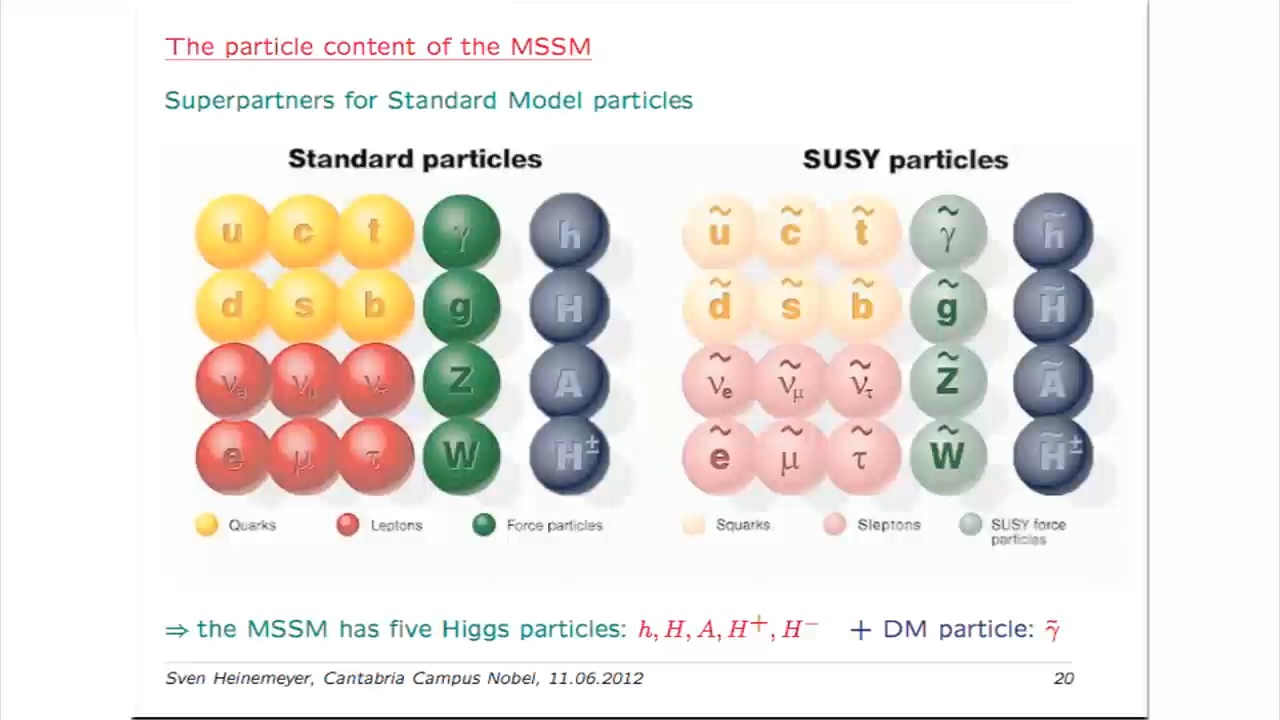 The particle content of the MSSM
Superpartners for Standard Model particles
Standard particles
SUSY particles
u c t γ h
d s b g H
νe νμ ντ Z A
e μ τ W H±
Quarks Leptons Force particles
ũ c̃ t̃ γ̃ h̃
d̃ s̃ b̃ g̃ H̃
ν̃e ν̃μ ν̃τ Z̃ Ã
ẽ μ̃ τ̃ W̃ H̃±
Squarks Sleptons SUSY force
particles
⇒ the MSSM has five Higgs particles: h, H, A, H⁺, H⁻ + DM particle: γ̃
Sven Heinemeyer, Cantabria Campus Nobel, 11.06.2012 20